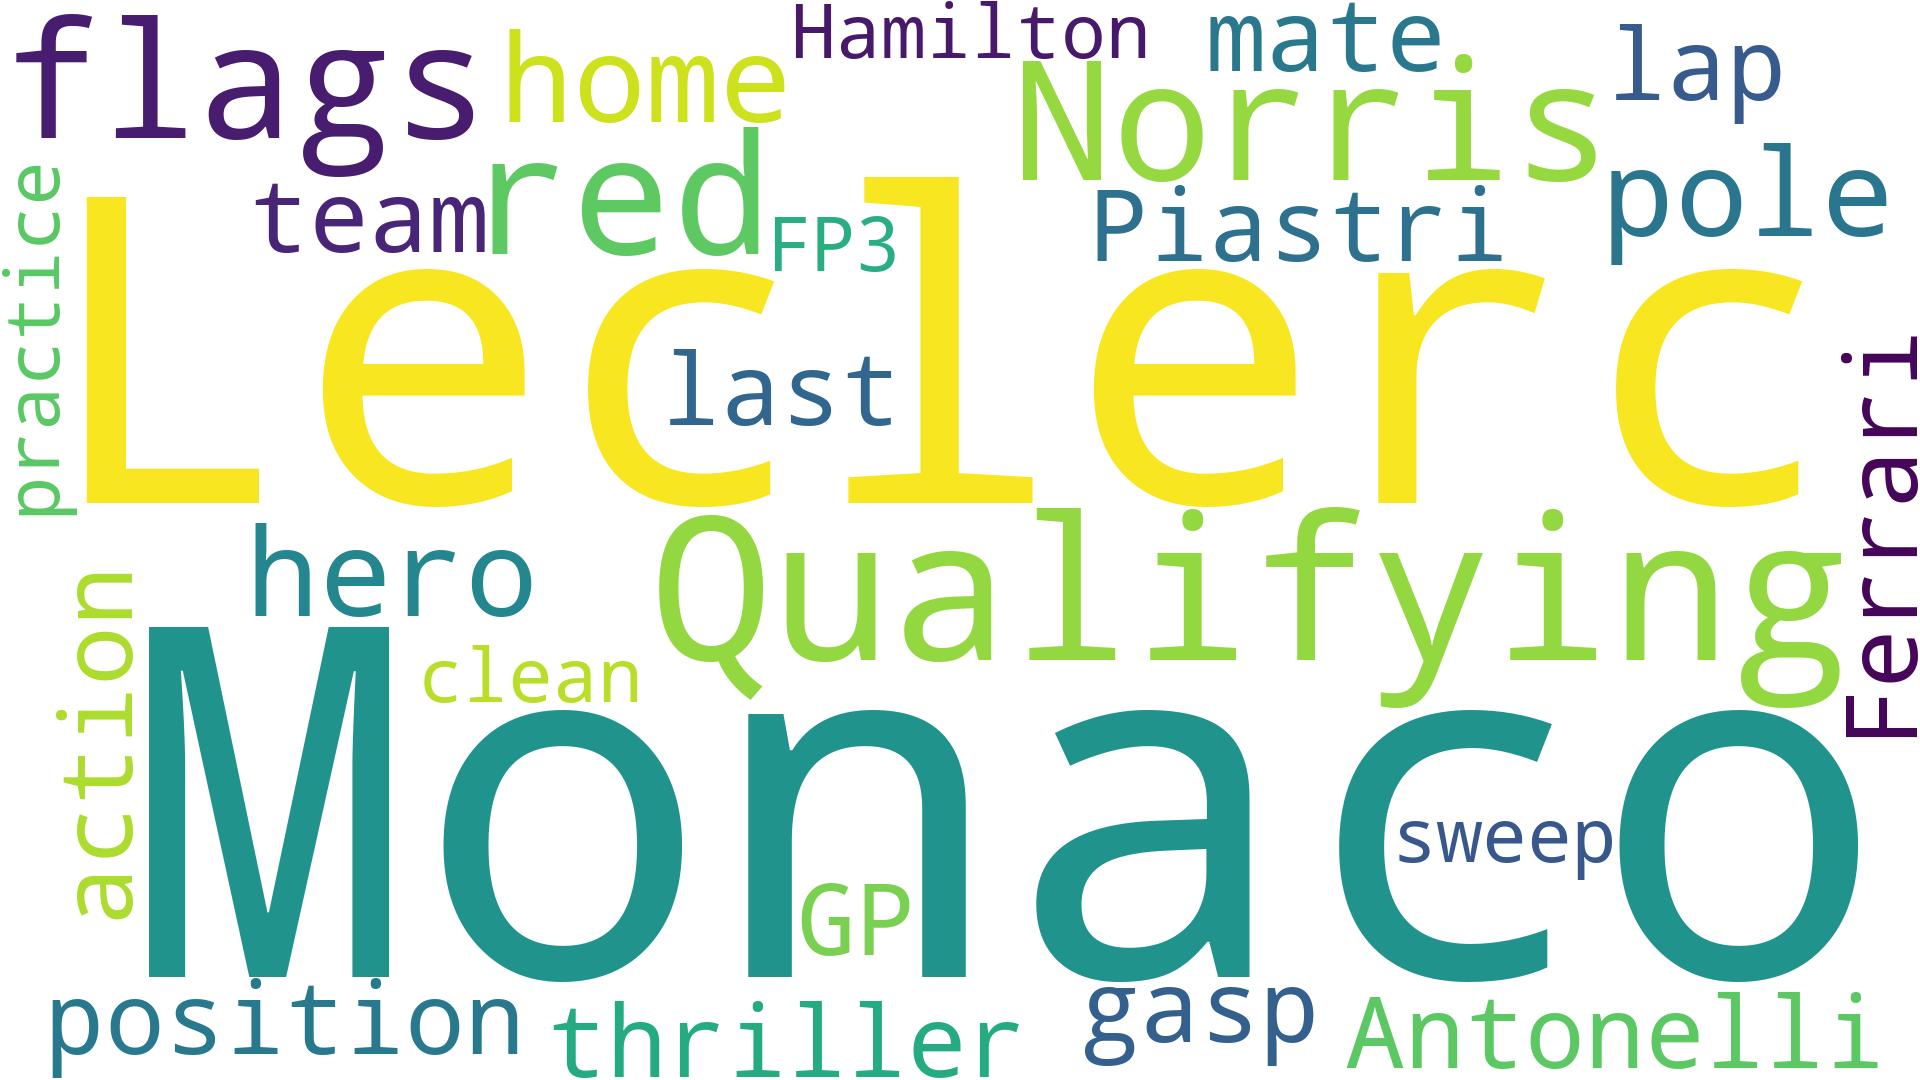 flags
home
Hamilton
mate
lap
Norris
red
pole
team
Piastri
FP3
practice
Leclerc
last
Ferrari
Qualifying
hero
action
clean
Monaco
sweep
GP
position
thriller
gasp
Antonelli